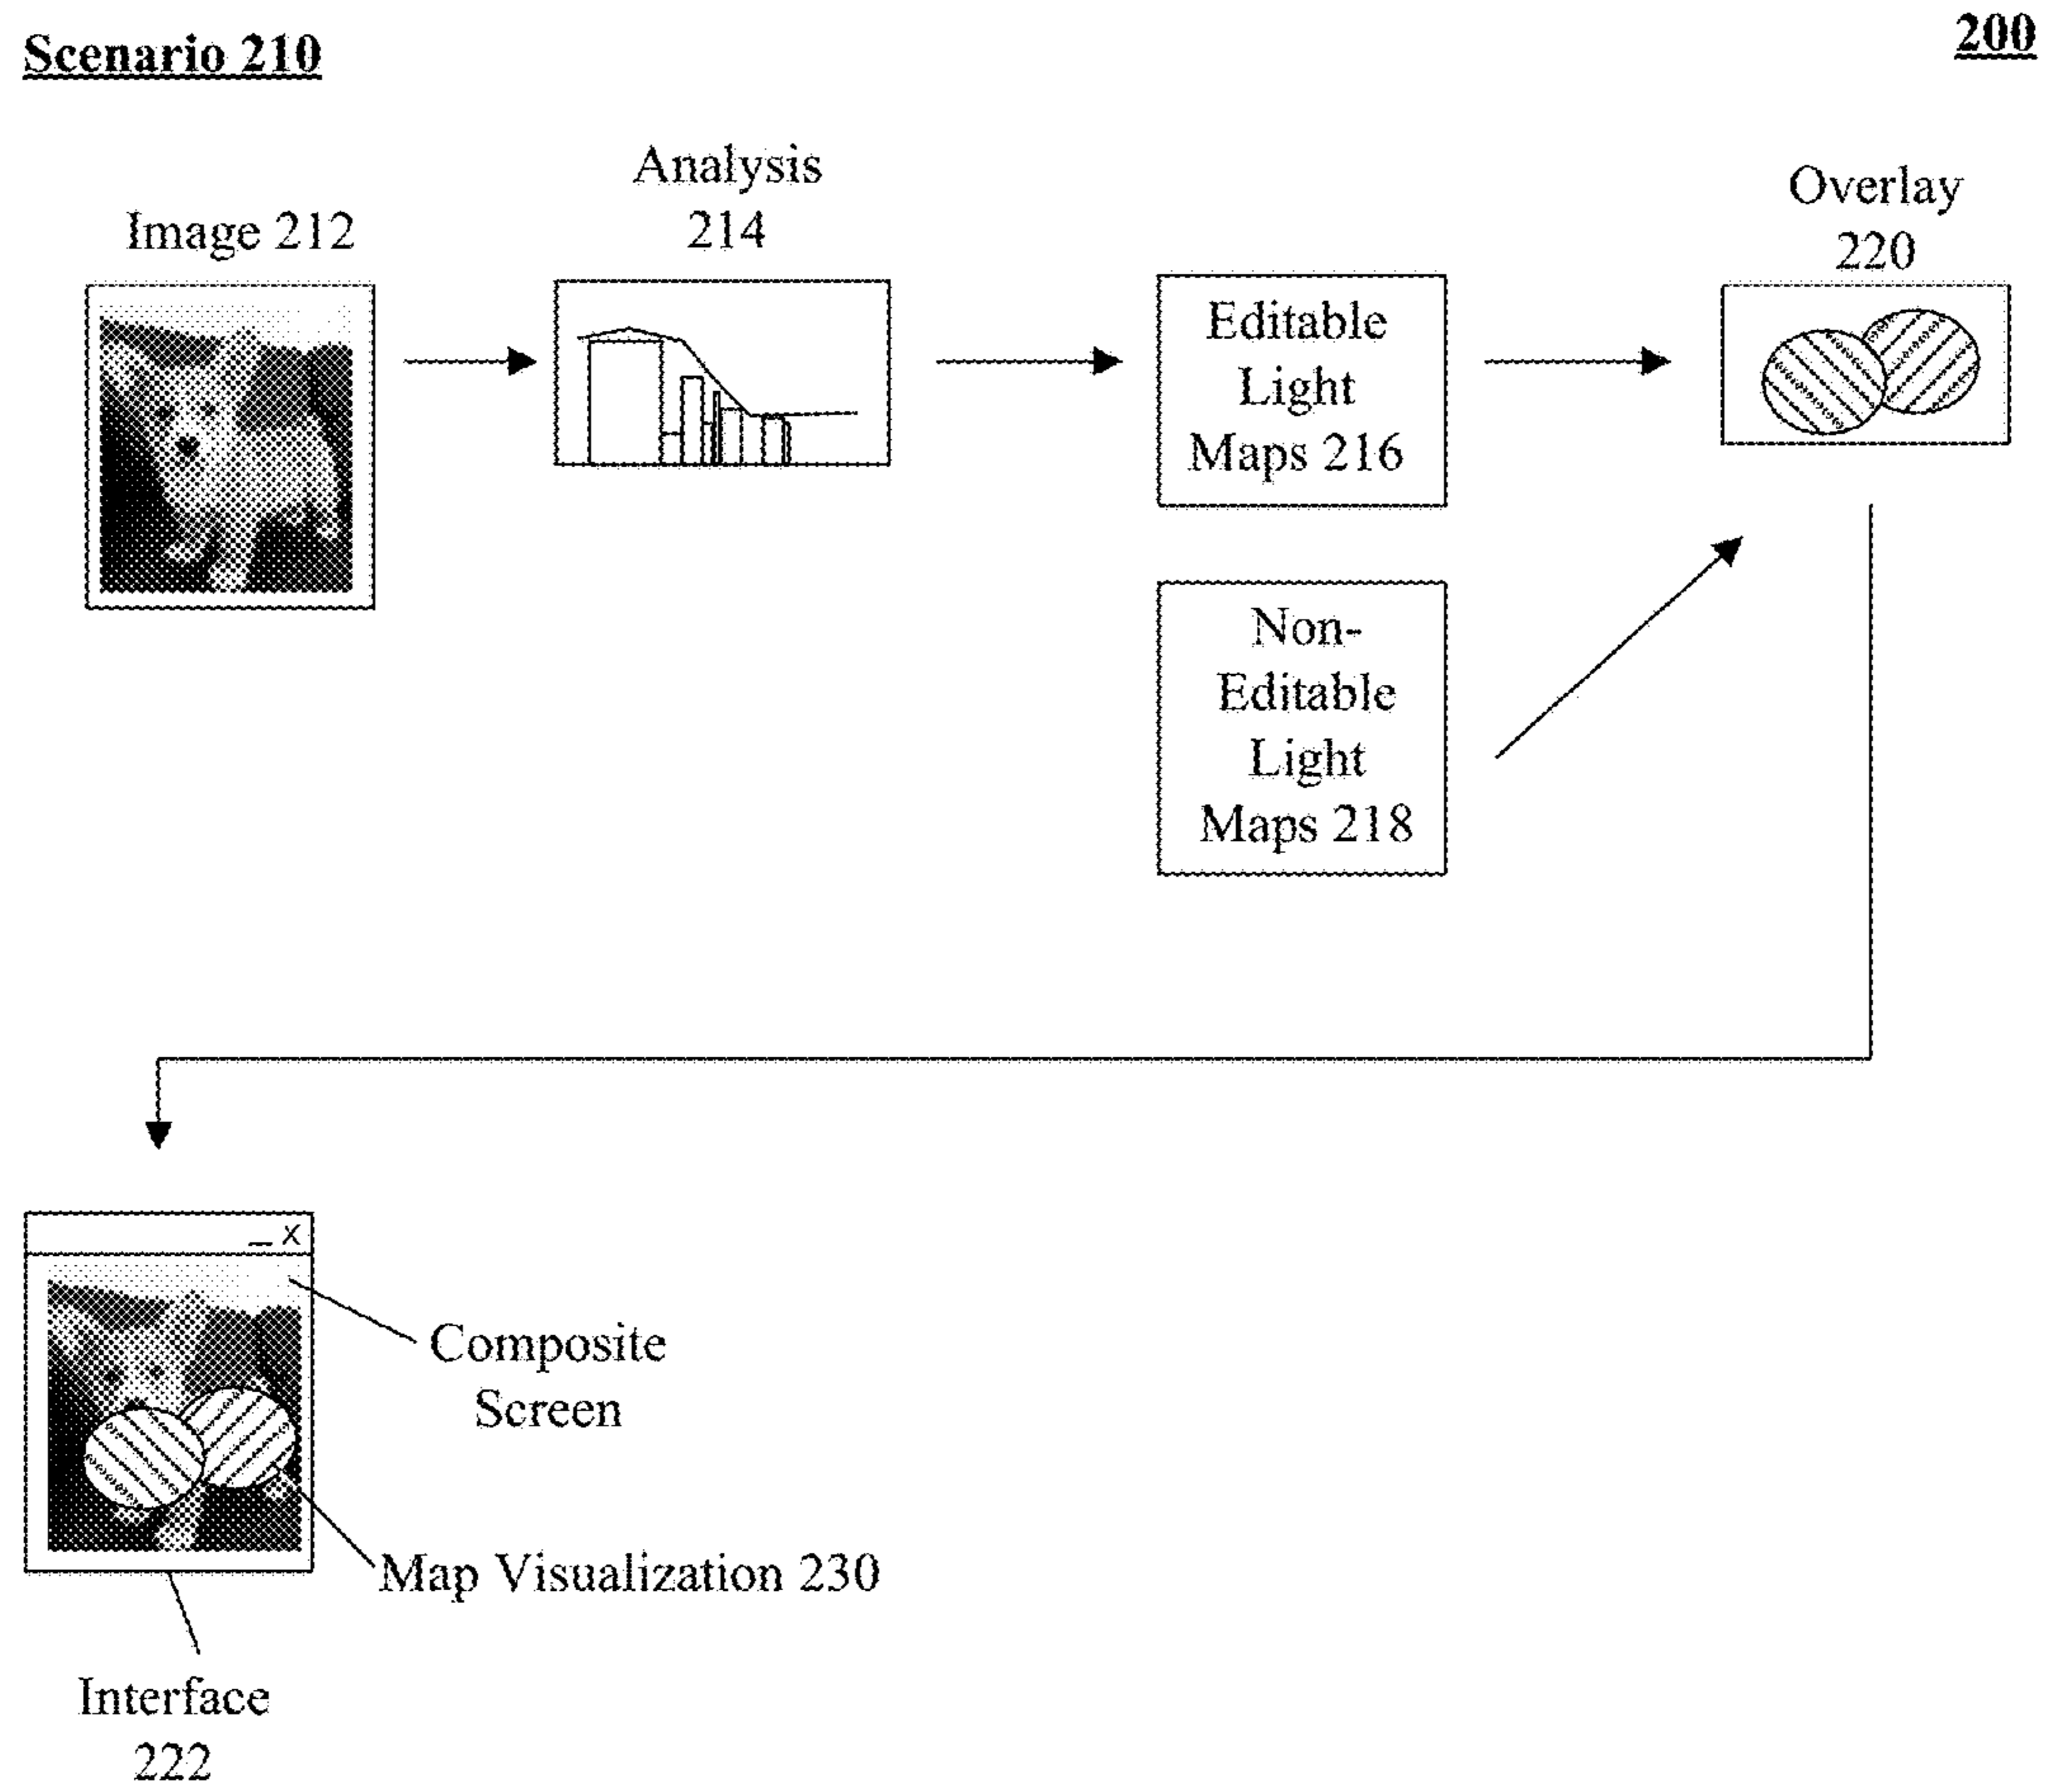 Scenario 210
200
Image 212
Analysis
214
Editable
Light
Maps 216
Non-
Editable
Light
Maps 218
Overlay
220
_ X
Composite
Screen
Map Visualization 230
Interface
222